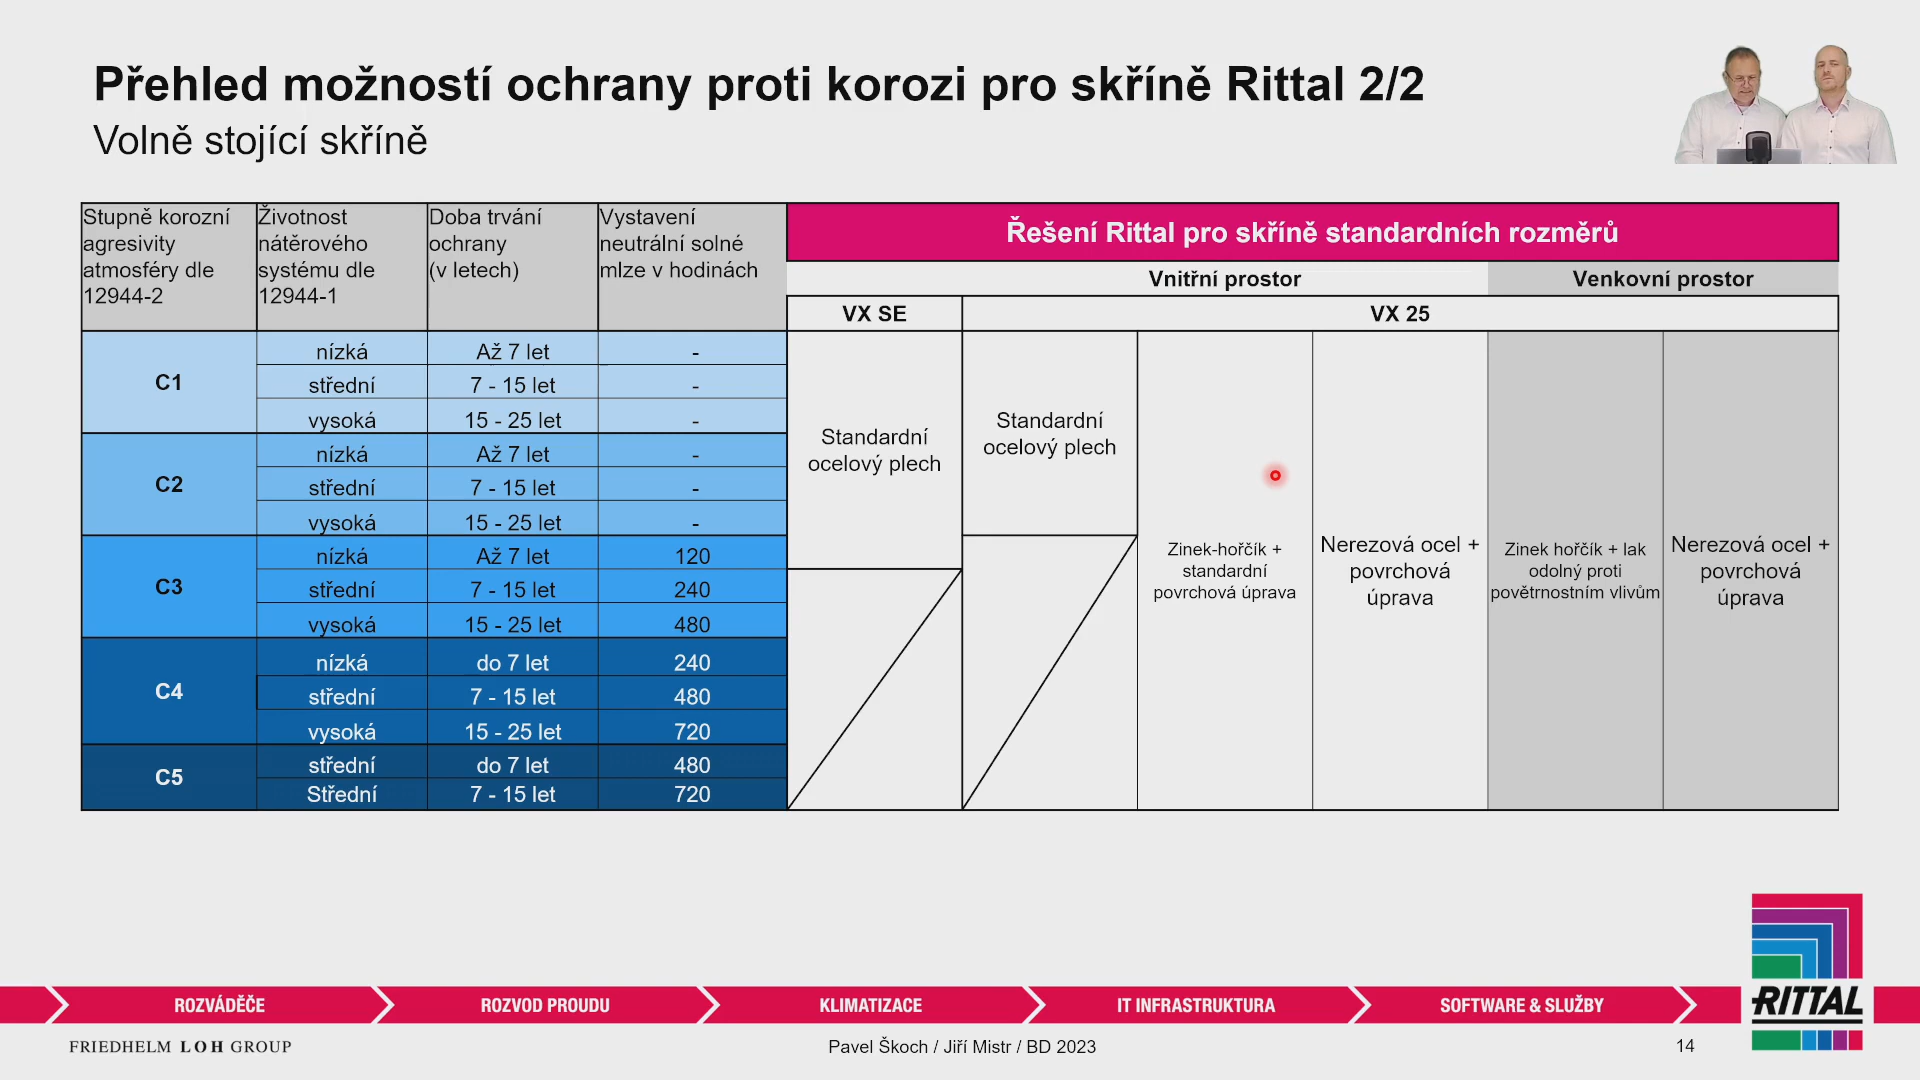 Přehled možností ochrany proti korozi pro skříně Rittal 2/2
Volně stojící skříně
Stupně korozní
agresivity
atmosféry dle
12944-2
Životnost
nátěrového
systému dle
12944-1
Doba trvání
ochrany
(v letech)
Vystavení
neutrální solné
mlze v hodinách
Řešení Rittal pro skříně standardních rozměrů
Vnitřní prostor
Venkovní prostor
VX SE
VX 25
C1
nízká
Až 7 let
-
střední
7 - 15 let
-
vysoká
15 - 25 let
-
C2
nízká
Až 7 let
-
střední
7 - 15 let
-
vysoká
15 - 25 let
-
C3
nízká
Až 7 let
120
střední
7 - 15 let
240
vysoká
15 - 25 let
480
C4
nízká
do 7 let
240
střední
7 - 15 let
480
vysoká
15 - 25 let
720
C5
střední
do 7 let
480
Střední
7 - 15 let
720
Standardní
ocelový plech
Standardní
ocelový plech
Zinek-hořčík +
standardní
povrchová úprava
Nerezová ocel +
povrchová
úprava
Zinek hořčík + lak
odolný proti
povětrnostním vlivům
Nerezová ocel +
povrchová
úprava
ROZVÁDĚČE
ROZVOD PROUDU
KLIMATIZACE
IT INFRASTRUKTURA
SOFTWARE & SLUŽBY
RITTAL
FRIEDHELM LOH GROUP
Pavel Škoch / Jiří Mistr / BD 2023
14